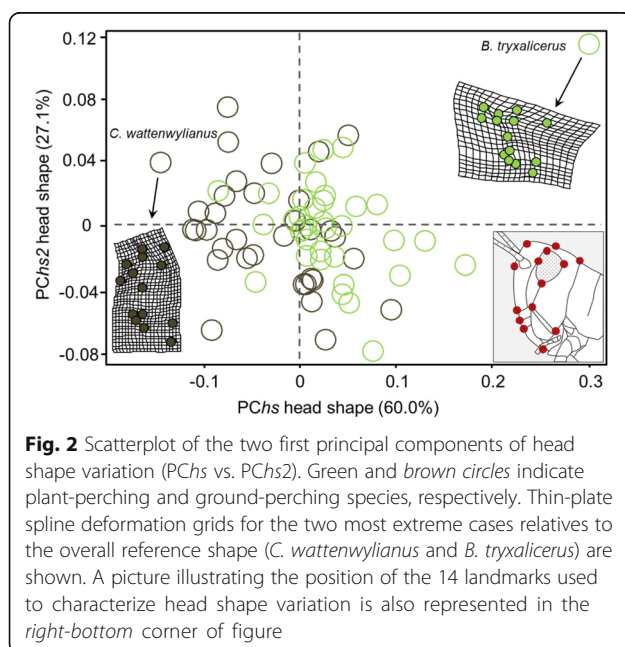 0.12
B. tryxalicerus
0.08
C. wattenwylianus
0.04
0
-0.04
-0.08
PChs2 head shape (27.1%)
-0.1
0
0.1
0.2
0.3
PChs head shape (60.0%)
Fig. 2 Scatterplot of the two first principal components of head
shape variation (PChs vs. PChs2). Green and brown circles indicate
plant-perching and ground-perching species, respectively. Thin-plate
spline deformation grids for the two most extreme cases relatives to
the overall reference shape (C. wattenwylianus and B. tryxalicerus) are
shown. A picture illustrating the position of the 14 landmarks used
to characterize head shape variation is also represented in the
right-bottom corner of figure